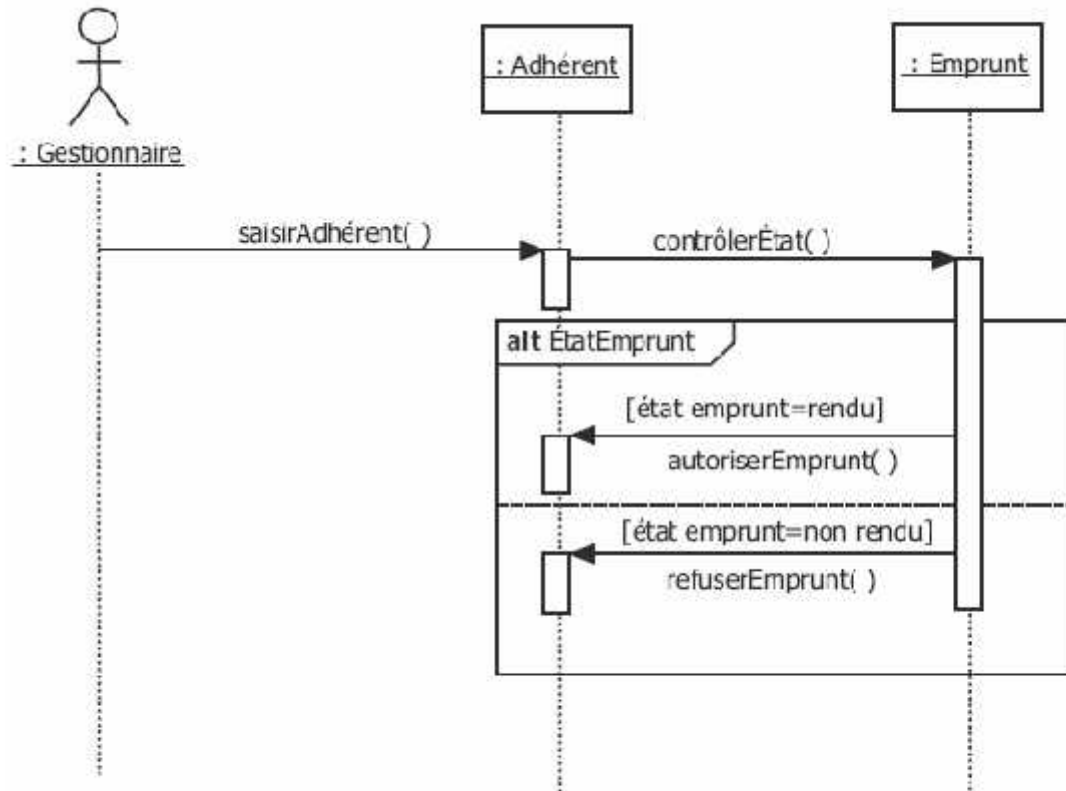 : Adhérent
: Emprunt
: Gestionnaire
saisirAdhérent( )
contrôlerÉtat( )
alt ÉtatEmprunt
[état emprunt=rendu]
autoriserEmprunt( )
[état emprunt=non rendu]
refuserEmprunt( )